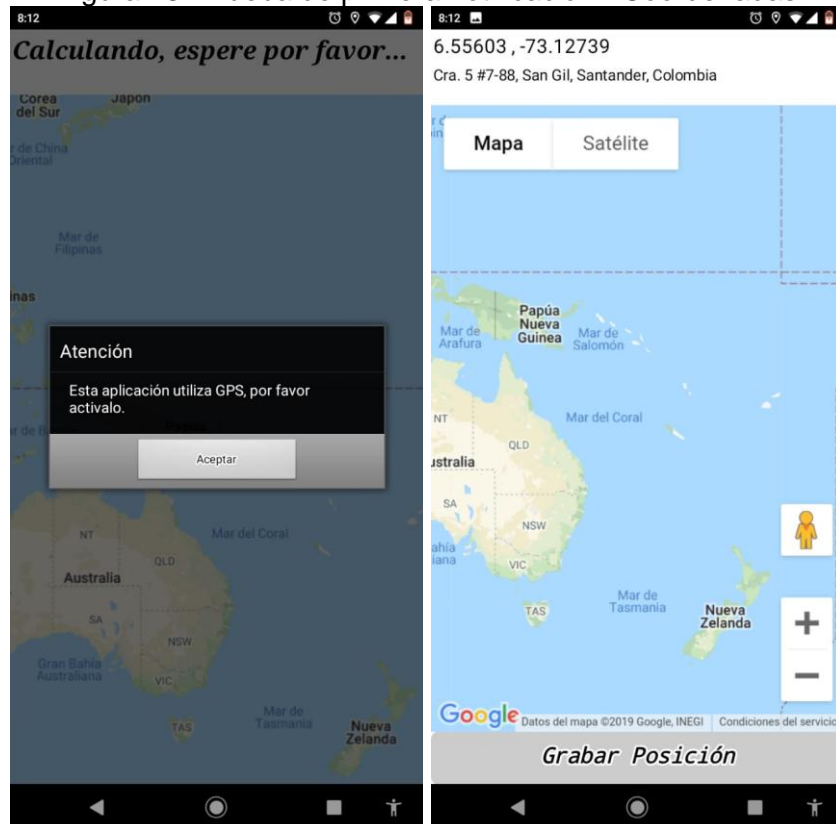 8:12
Calculando, espere por favor...
Corea
del Sur
Japón
Mar de
Filipinas
Atención
Esta aplicación utiliza GPS, por favor
activalo.
Aceptar
NT
QLD
Mar del Coral
Australia
SA
NSW
Gran Bahía
Australiana
VIC
TAS
Mar de
Tasmania
Nueva
Zelanda
8:12
6.55603 , -73.12739
Cra. 5 #7-88, San Gil, Santander, Colombia
Mapa
Satélite
Papúa
Nueva
Guinea
Mar de
Arafura
Mar de
Salomón
NT
QLD
Mar del Coral
ustralia
SA
NSW
VIC
TAS
Mar de
Tasmania
Nueva
Zelanda
+
−
Google
Datos del mapa ©2019 Google, INEGI
Condiciones del servicio
Grabar Posición